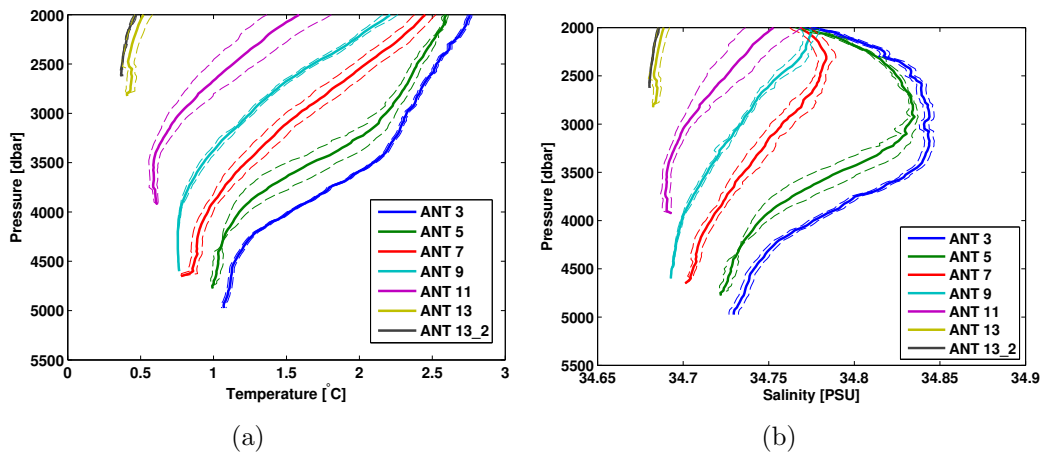 2000
2500
3000
3500
4000
4500
5000
5500
Pressure [dbar]
0 0.5 1 1.5 2 2.5 3
Temperature [°C]
ANT 3
ANT 5
ANT 7
ANT 9
ANT 11
ANT 13
ANT 13_2
(a)
2000
2500
3000
3500
4000
4500
5000
5500
Pressure [dbar]
34.65 34.7 34.75 34.8 34.85 34.9
Salinity [PSU]
ANT 3
ANT 5
ANT 7
ANT 9
ANT 11
ANT 13
ANT 13_2
(b)